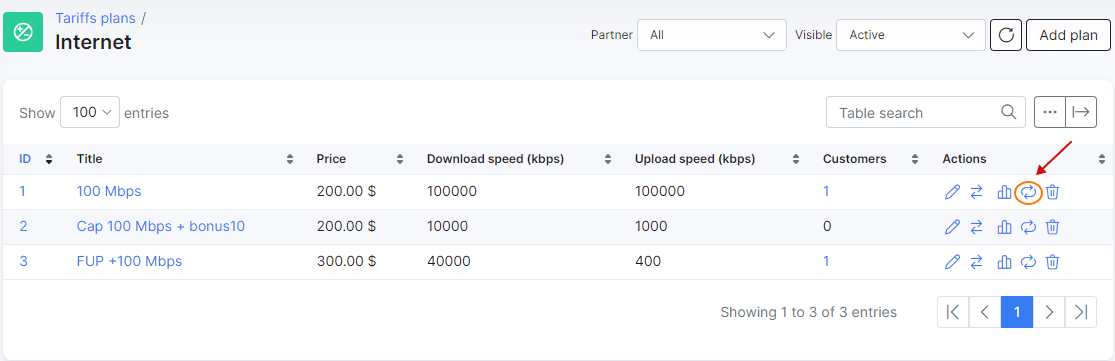 Tariffs plans /
Internet
Partner All Visible Active Add plan
Show 100 entries Table search ...
ID Title Price Download speed (kbps) Upload speed (kbps) Customers Actions
1 100 Mbps 200.00 $ 100000 100000 1
2 Cap 100 Mbps + bonus10 200.00 $ 10000 1000 0
3 FUP +100 Mbps 300.00 $ 40000 400 1
Showing 1 to 3 of 3 entries 1